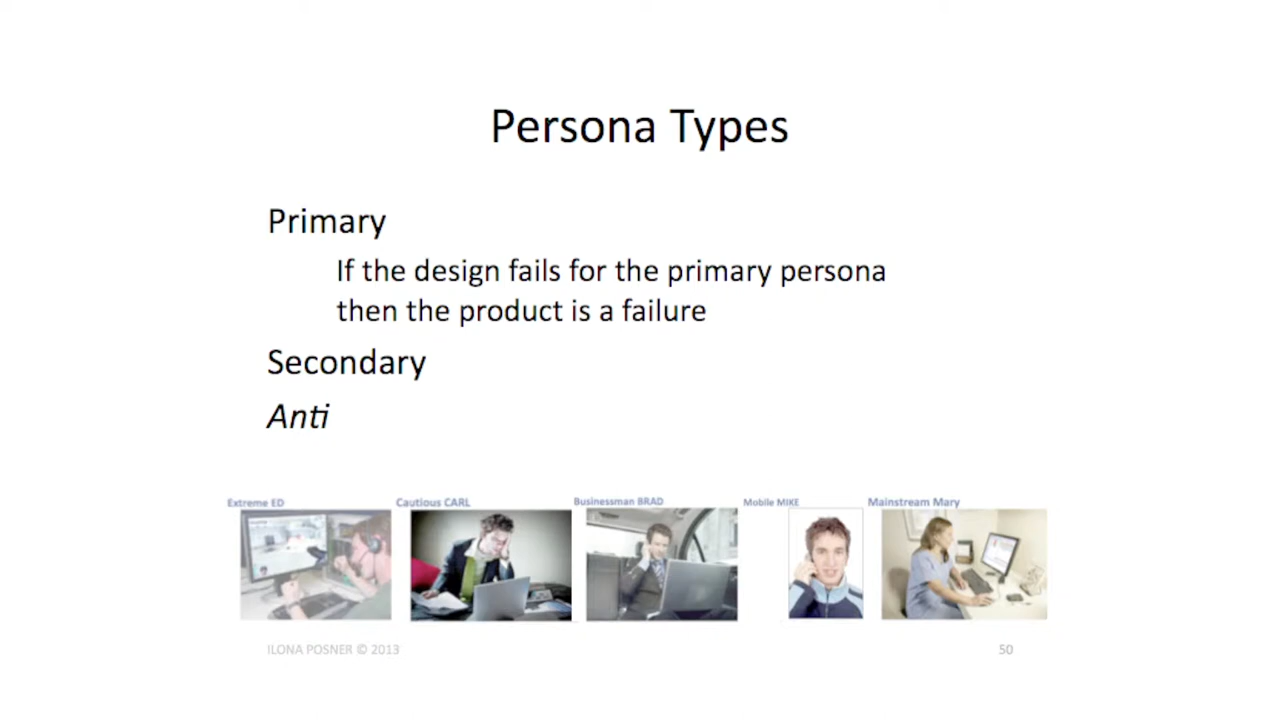 Persona Types
Primary
If the design fails for the primary persona
then the product is a failure
Secondary
Anti
Extreme ED
Cautious CARL
Businessman BRAD
Mobile MIKE
Mainstream Mary
ILONA POSNER © 2013
50